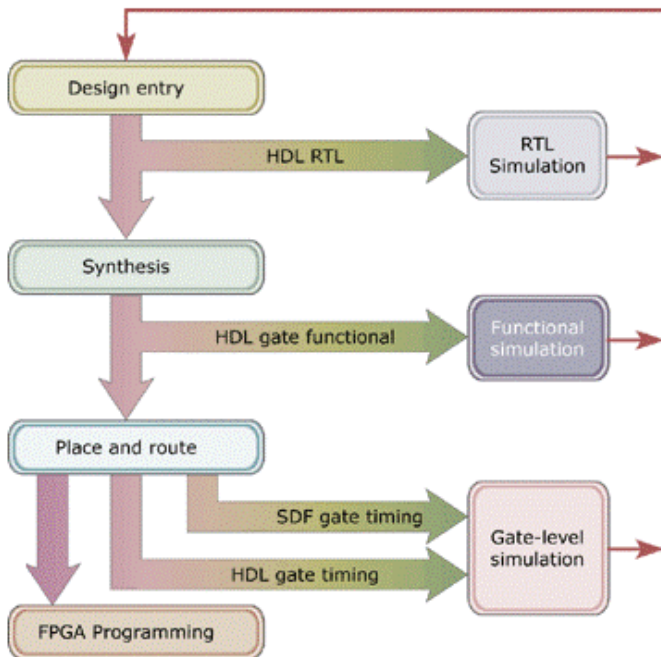 Design entry
HDL RTL
RTL
Simulation
Synthesis
HDL gate functional
Functional
simulation
Place and route
SDF gate timing
HDL gate timing
Gate-level
simulation
FPGA Programming